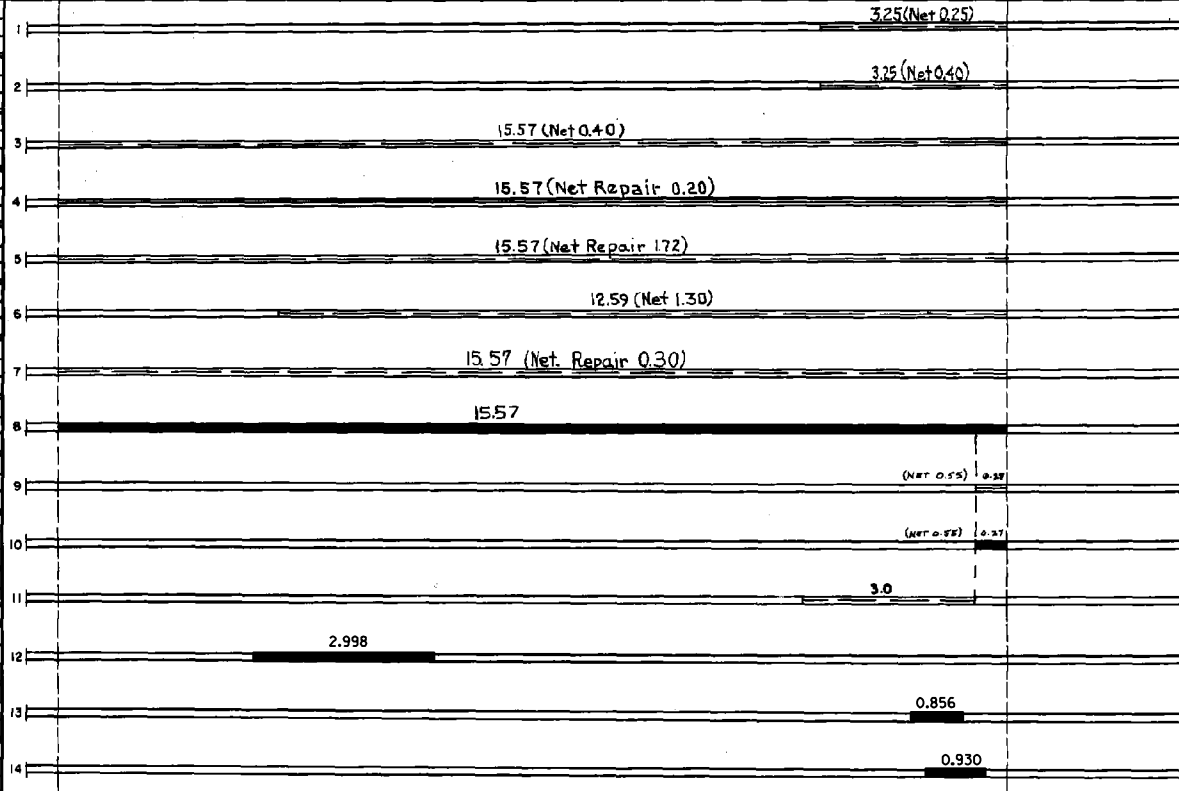 3.25(Net 0.25)
1
3.25 (Net 0.40)
2
15.57 (Net 0.40)
3
15.57 (Net Repair 0.20)
4
15.57 (Net Repair 1.72)
5
12.59 (Net 1.30)
6
15.57 (Net. Repair 0.30)
7
15.57
8
(NET 0.55)
9
(NET 0.55) 0.27
10
3.0
11
2.998
12
0.856
13
0.930
14